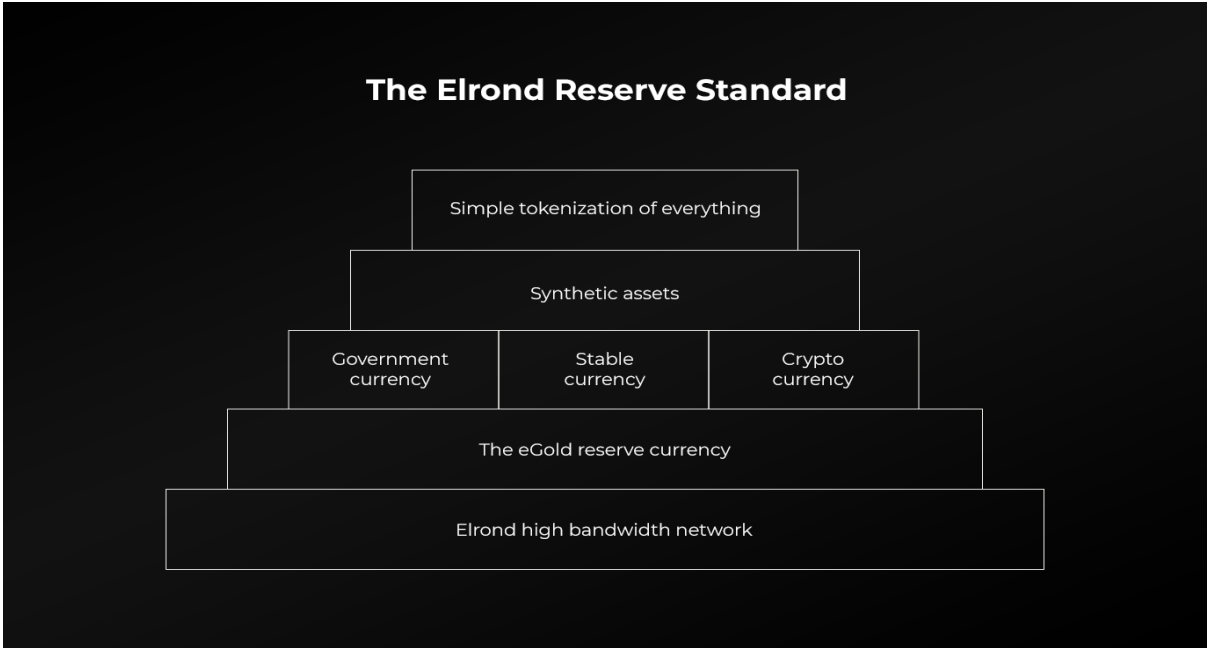 The Elrond Reserve Standard
Simple tokenization of everything
Synthetic assets
Government
currency
Stable
currency
Crypto
currency
The eGold reserve currency
Elrond high bandwidth network